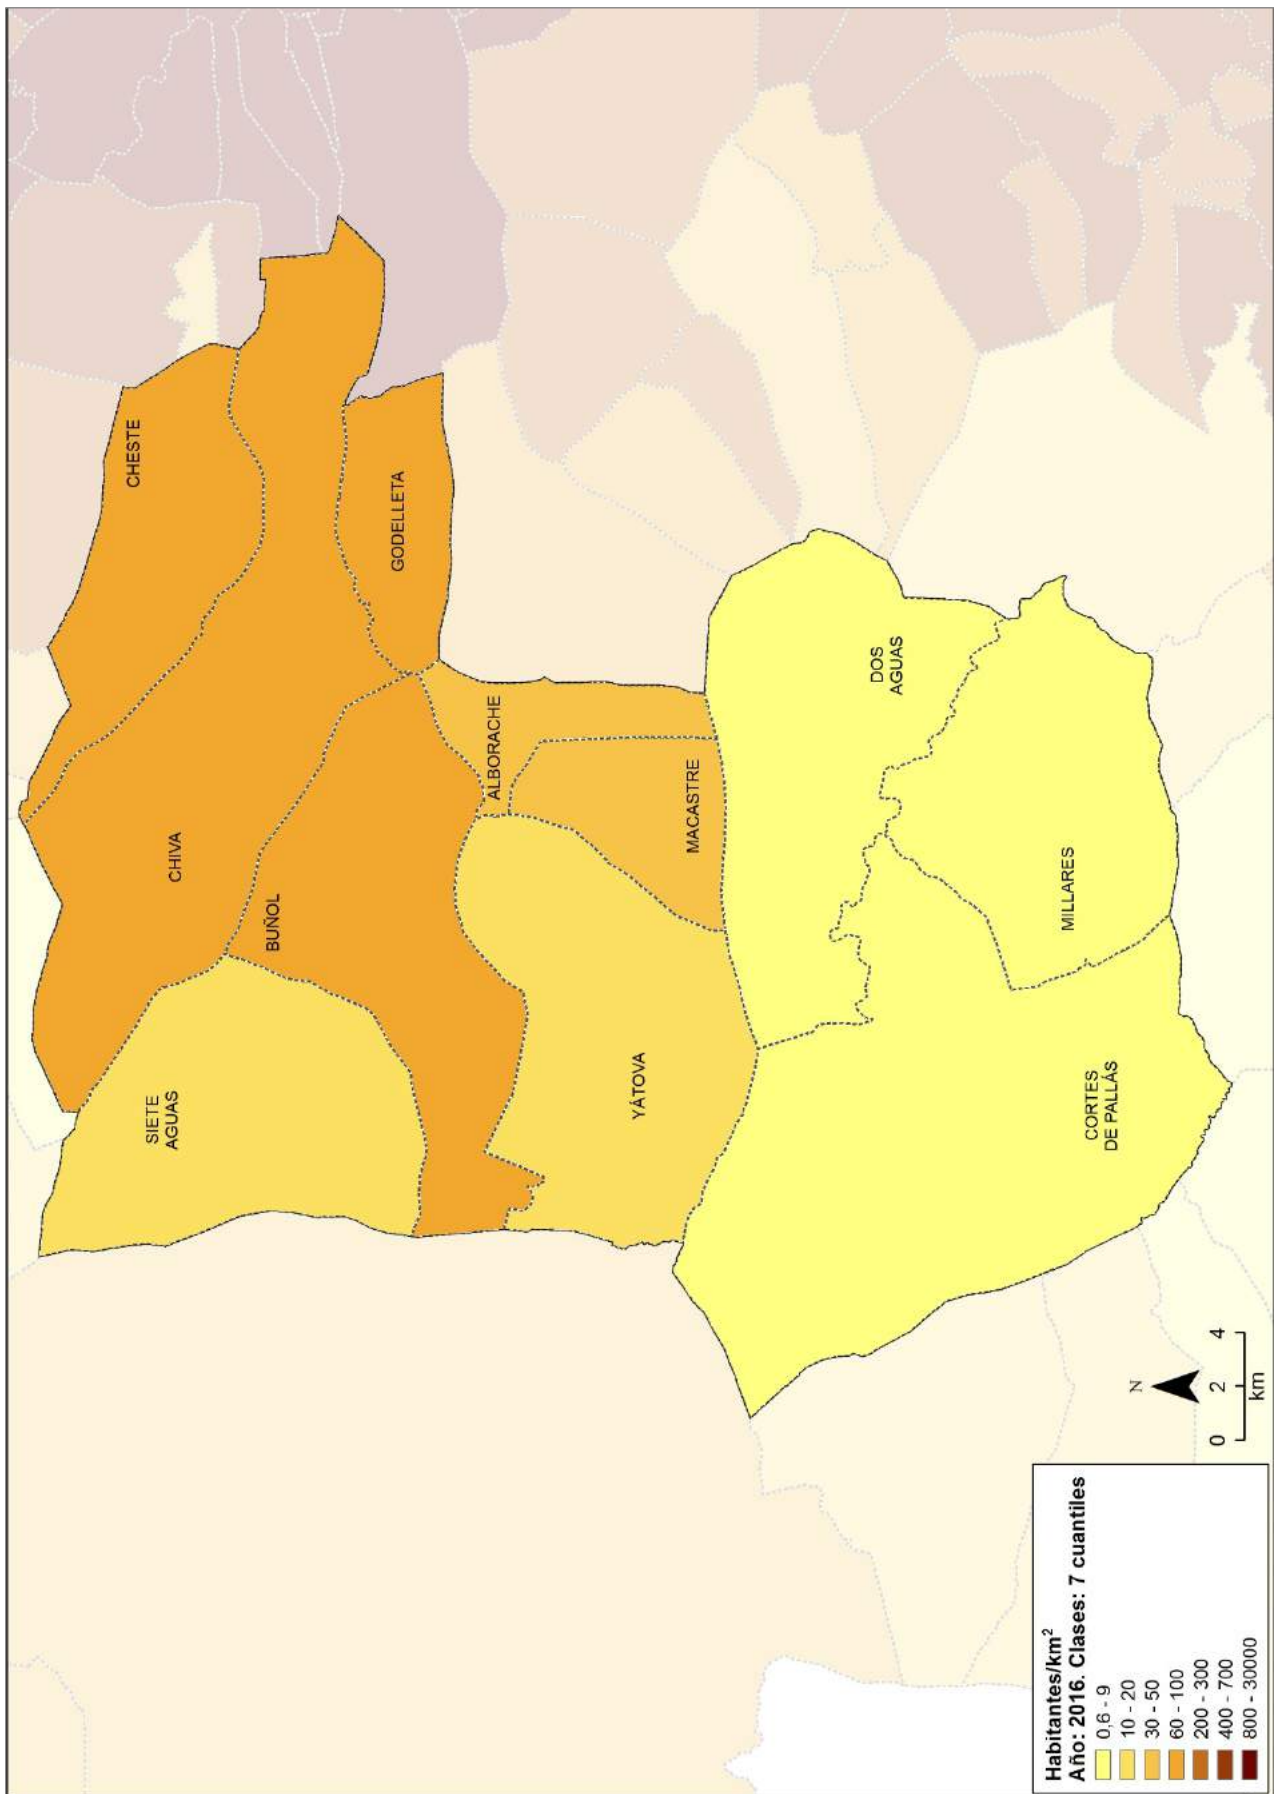 CHESTE
CHIVA
GODELLETA
BUÑOL
SIETE
AGUAS
ALBORACHE
MACASTRE
YÁTOVA
DOS
AGUAS
MILLARES
CORTES
DE PALLÁS
N
0 2 4
km
Habitantes/km²
Año: 2016. Clases: 7 cuantiles
0,6 - 9
10 - 20
30 - 50
60 - 100
200 - 300
400 - 700
800 - 30000